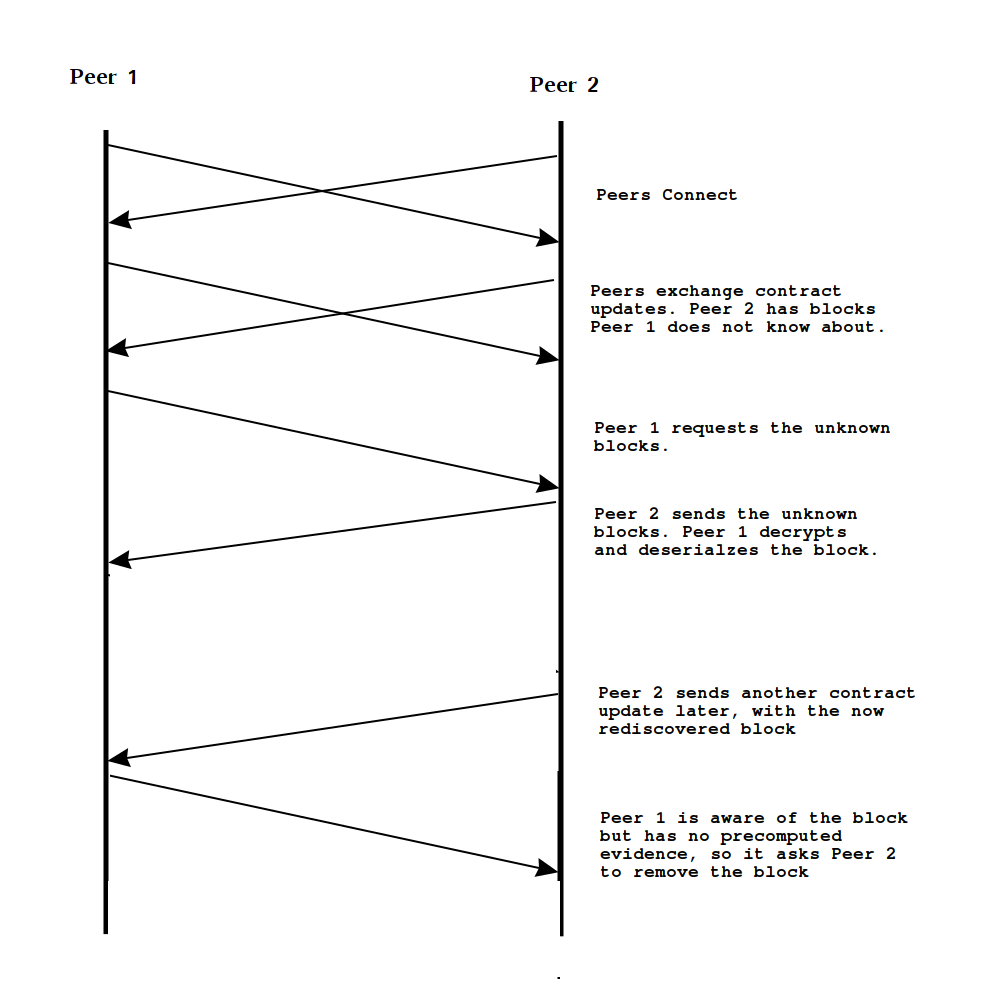 Peer 1
Peer 2
Peers Connect
Peers exchange contract
updates. Peer 2 has blocks
Peer 1 does not know about.
Peer 1 requests the unknown
blocks.
Peer 2 sends the unknown
blocks. Peer 1 decrypts
and deserialzes the block.
Peer 2 sends another contract
update later, with the now
rediscovered block
Peer 1 is aware of the block
but has no precomputed
evidence, so it asks Peer 2
to remove the block